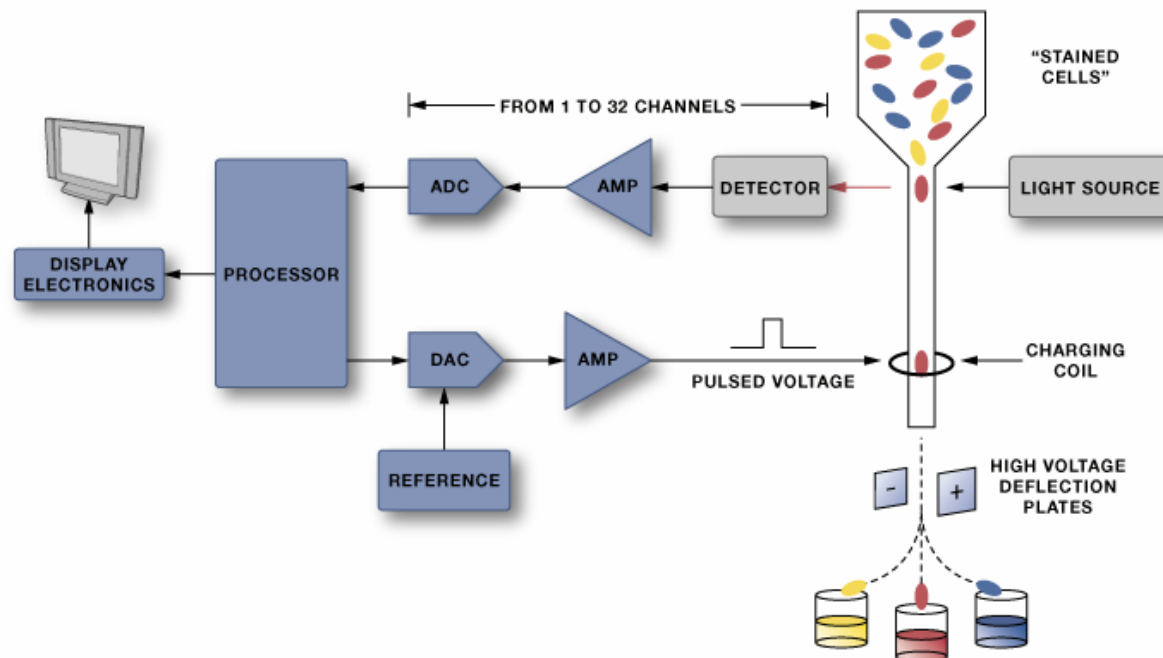 "STAINED
CELLS"
FROM 1 TO 32 CHANNELS
ADC
AMP
DETECTOR
LIGHT SOURCE
DISPLAY
ELECTRONICS
PROCESSOR
DAC
AMP
PULSED VOLTAGE
CHARGING
COIL
REFERENCE
HIGH VOLTAGE
DEFLECTION
PLATES
-
+